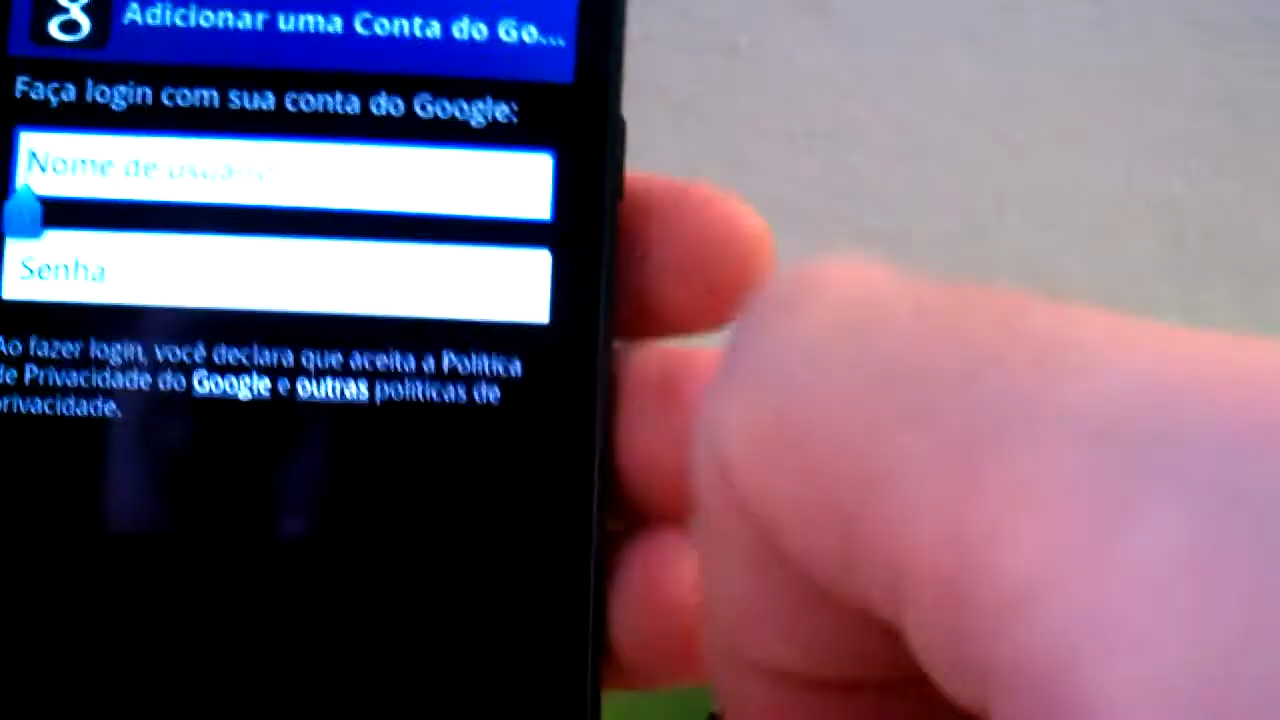 g Adicionar uma Conta do Go...
Faça login com sua conta do Google:
Nome de usuário
Senha
Ao fazer login, você declara que aceita a Política
de Privacidade do Google e outras políticas de
privacidade.